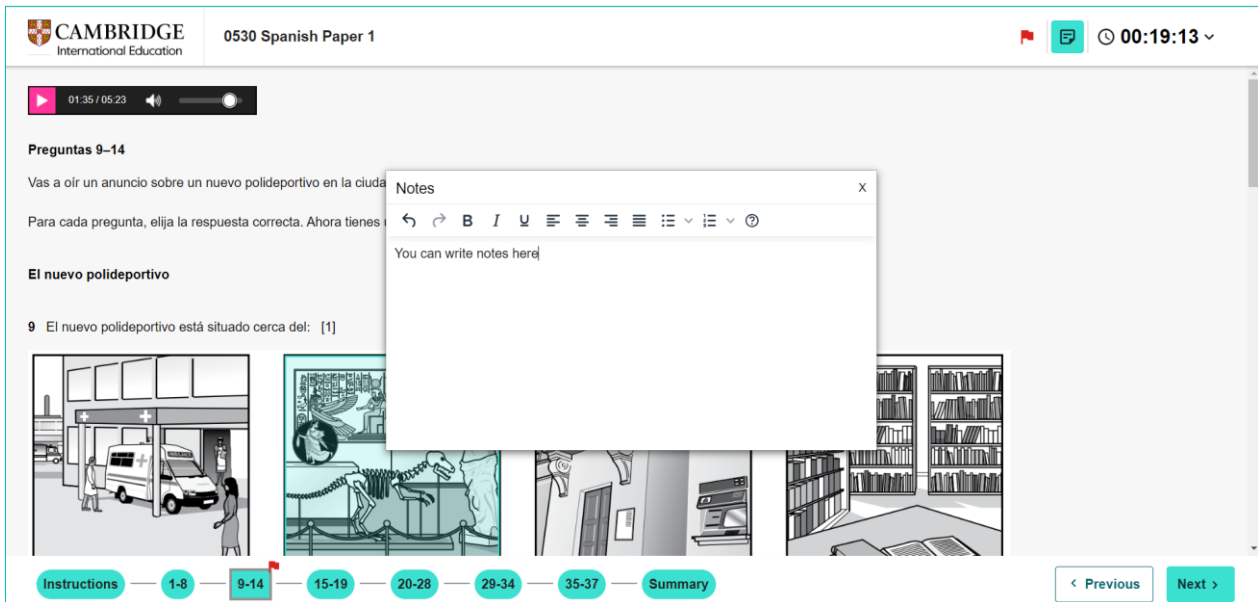 CAMBRIDGE
International Education
0530 Spanish Paper 1
00:19:13
01:35 / 05:23
Preguntas 9–14
Vas a oír un anuncio sobre un nuevo polideportivo en la ciuda
Para cada pregunta, elija la respuesta correcta. Ahora tienes
El nuevo polideportivo
9 El nuevo polideportivo está situado cerca del: [1]
Notes
X
B I U
You can write notes here
Instructions
1-8
9-14
15-19
20-28
29-34
35-37
Summary
Previous
Next